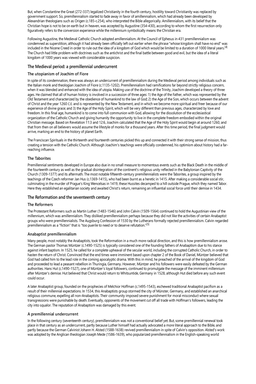 But, when Constantine the Great (272-337) legalized Christianity in the fourth century, hostility toward Christianity was replaced by
government support. So, premillennialism started to fade away in favor of amillennialism, which had already been developed by
Alexandrian theologians such as Origen (c.185-c.254), who interpreted the Bible allegorically. Amillennialism, with its belief that the
Christian hope is not to be on earth but in heaven, was accepted by Augustine (354-430), according to whom the first resurrection only
figuratively refers to the conversion experience while the millennium symbolically means the Christian era.
Following Augustine, the Medieval Catholic Church adopted amillennialism. At the Council of Ephesus in 431 premillennialism was
condemned as superstition, although it had already been officially left out earlier when the phrase "whose kingdom shall have no end" was
included in the Nicene Creed in order to rule out the idea of a kingdom of God which would be limited to a duration of 1000 literal years.
The Church had little problem with doctrines such as the antichrist and the final battle between good and evil, but the idea of a literal
kingdom of 1000 years was viewed with considerable suspicion.
The Medieval period: a premillennial undercurrent
The utopianism of Joachim of Fiore
In spite of its condemnation, there was always an undercurrent of premillennialism during the Medieval period among individuals such as
the Italian monk and theologian Joachim of Fiore (c.1135-1202). Premillennialism had ramifications far beyond strictly religious concerns
when it was blended and enhanced with the idea of utopia. Making use of the doctrine of the Trinity, Joachim developed a theory of three
ages. He claimed that all of human history is involved in a succession of three ages: 1) the Age of the Father, which was represented by the
Old Testament and characterized by obedience of humankind to the law of God; 2) the Age of the Son, which occurs between the advent
of Christ and the year 1260 CE and is represented by the New Testament, and in which we become more spiritual and freer because of our
experience of divine grace; and 3) the Age of the Holy Spirit, which will be very different than previous ages, characterized by love and
freedom. In this final age, humans will come into full communion with God, allowing for the dissolution of the ecclesiastical
organization of the Catholic Church and giving humanity the opportunity to live in the complete freedom embodied within the original
Christian message. Based on Revelation 11:3 and 12:6, Joachim calculated that the Age of the Holy Spirit would begin at around 1260, and
that from then on all believers would assume the lifestyle of monks for a thousand years. After this time period, the final judgment would
arrive, marking an end to the history of planet Earth.
The Franciscan Spirituals in the thirteenth and fourteenth centuries picked this up and connected it with their strong sense of mission, thus
creating a tension with the Catholic Church. Although Joachim's teachings were officially condemned, his optimism about history had a far-
reaching influence.
The Taborites
Premillennial sentiments developed in Europe also due in no small measure to momentous events such as the Black Death in the middle of
the fourteenth century as well as the gradual disintegration of the continent's religious unity reflected in the Babylonian Captivity of the
Church (1309-1377) and its aftermath. The most notable fifteenth-century premillennialists were the Taborites, a group inspired by the
teachings of the Czech reformer, Jan Hus (c.1369-1415), who had been burnt as a heretic in 1415. After making a considerable social stir,
culminating in the murder of Prague's King Wenceslas in 1419, these Hussites decamped to a hill outside Prague, which they named Tabor.
Here they established an egalitarian society and awaited Christ's return, remaining an influential social force until their demise in 1434.
The Reformation and the seventeenth century
The Reformers
The Protestant Reformers such as Martin Luther (1483-1546) and John Calvin (1509-1564) continued to hold the Augustinian view of the
millennium, which was amillennialism. They disliked premillennialism perhaps because they did not like the activities of certain Anabaptist
groups who were premillennialists. The Augsburg Confession of 1530 by the Lutherans formally rejected premillennialism. Calvin regarded
premillennialism as a "fiction" that is "too puerile to need or to deserve refutation."
Anabaptist premillennialism
Many people, most notably the Anabaptists, took the Reformation in a much more radical direction, and this is how premillennialism arose.
The German pastor Thomas Müntzer (c.1490-1525) is typically considered one of the founding fathers of Anabaptism due to his stance
against infant baptism. In 1524, he called for a complete upheaval of the secular world, including the corrupted Catholic Church, in order to
hasten the return of Christ. Convinced that the end times were imminent based upon chapter 2 of the Book of Daniel, Müntzer believed that
God had called him to the task role in the coming apocalyptic drama. With this in mind, he preached of the arrival of the kingdom of God
and proceeded to lead a peasant rebellion in Thuringia, Germany. However, Müntzer and his followers were easily defeated by the German
authorities. Hans Hut (c.1490-1527), one of Müntzer's loyal followers, continued to promulgate the message of the imminent millennium
after Müntzer's demise. Hut believed that Christ would return to Mittelsachsen, Germany in 1528, although Hut died before any such event
could occur.
A later Anabaptist group, founded on the prophecies of Melchior Hoffman (c.1495-1543), eschewed traditional Anabaptist pacifism as a
result of their millennial expectations. In 1534, this Anabaptist group stormed the city of Münster, Germany, and established an anarchical
religious commune expelling all non-Anabaptists. Their community imposed severe punishment for moral misconduct where sexual
transgressions were punishable by death. Eventually, opponents of the movement cut off all trade with Hoffman's followers, leading the
city into squalor. The reputation of Anabaptism was damaged by this event.
A premillennial undercurrent
In the following century (seventeenth century), premillennialism was not a conventional belief yet. But, some premillennial renewal took
place in that century as an undercurrent, partly because Luther himself had actually advocated a more literal approach to the Bible, and
partly because the German Calvinist Johann H. Alsted (1588-1638) revived premillennialism in spite of Calvin's opposition. Alsted's work
was adopted by the Anglican theologian Joseph Mede (1586-1638), who popularized premillennialism in the English-speaking world